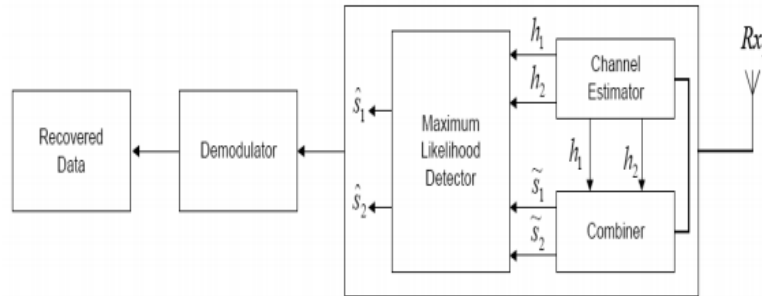 Rx
h₁
h₂
Channel
Estimator
ŝ₁
Maximum
Likelihood
Detector
Recovered
Data
Demodulator
h₁
h₂
ŝ₂
s̃₁
s̃₂
Combiner